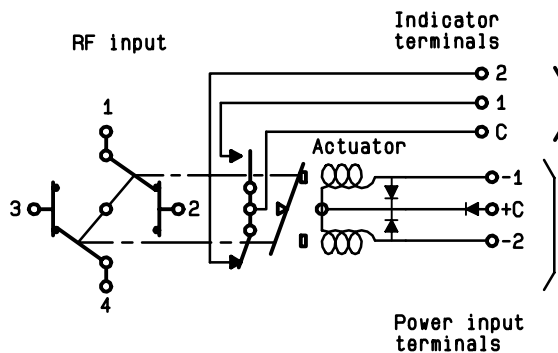 Indicator
terminals
RF input
2
1
C
1
Actuator
-1
3
2
+C
-2
4
Power input
terminals